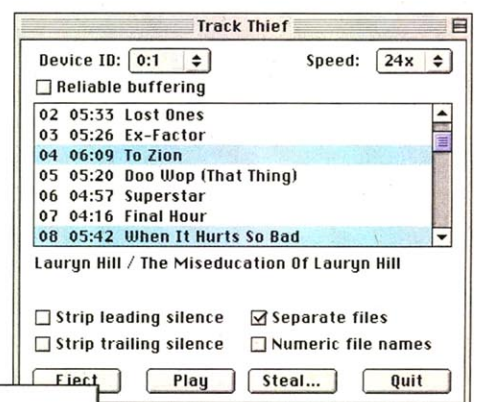 Track Thief
Device ID: 0:1 Speed: 24x
Reliable buffering
02 05:33 Lost Ones
03 05:26 Ex-Factor
04 06:09 To Zion
05 05:20 Doo Wop (That Thing)
06 04:57 Superstar
07 04:16 Final Hour
08 05:42 When It Hurts So Bad
Lauryn Hill / The Miseducation Of Lauryn Hill
Strip leading silence Separate files
Strip trailing silence Numeric file names
Eject Play Steal... Quit